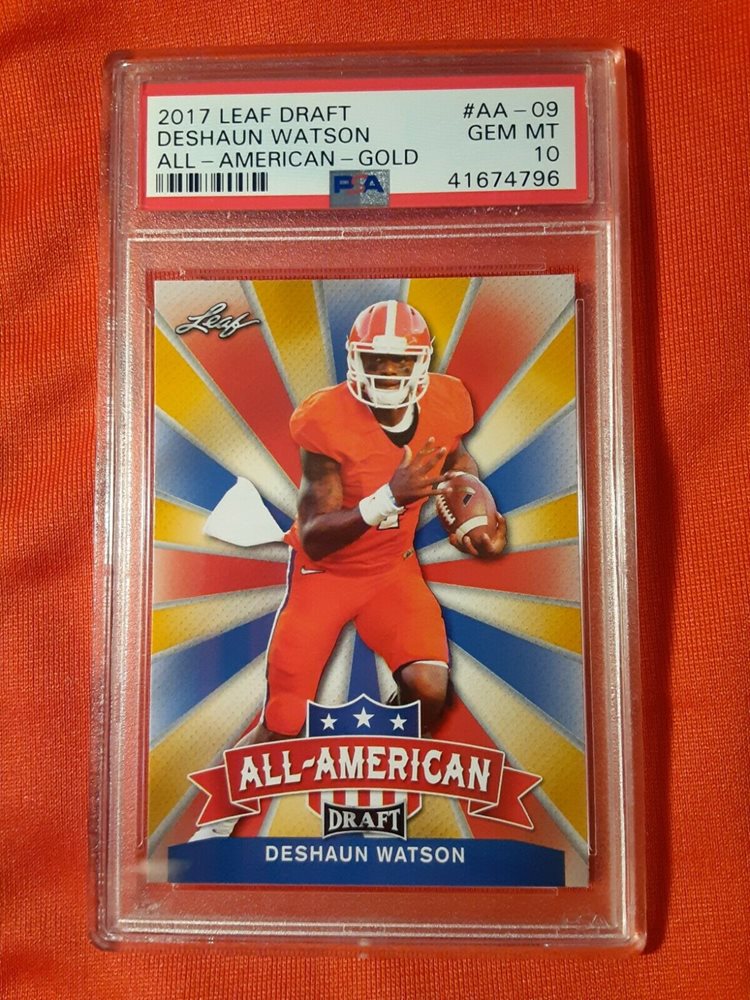 2017 LEAF DRAFT #AA-09
DESHAUN WATSON GEM MT
ALL-AMERICAN-GOLD 10
PSA 41674796
Leaf
ALL-AMERICAN
DRAFT
DESHAUN WATSON